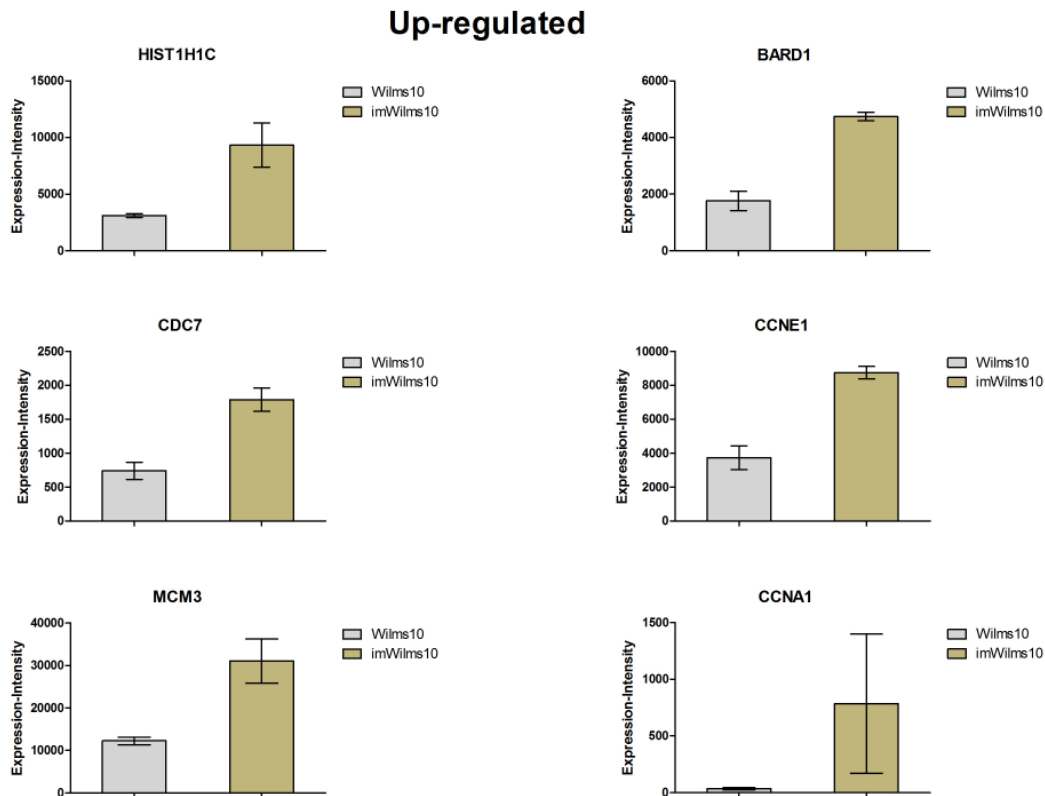 Up-regulated
HIST1H1C
Expression-Intensity
15000
10000
5000
0
Wilms10
imWilms10
BARD1
Expression-Intensity
6000
4000
2000
0
Wilms10
imWilms10
CDC7
Expression-Intensity
2500
2000
1500
1000
500
0
Wilms10
imWilms10
CCNE1
Expression-Intensity
10000
8000
6000
4000
2000
0
Wilms10
imWilms10
MCM3
Expression-Intensity
40000
30000
20000
10000
0
Wilms10
imWilms10
CCNA1
Expression-Intensity
1500
1000
500
0
Wilms10
imWilms10